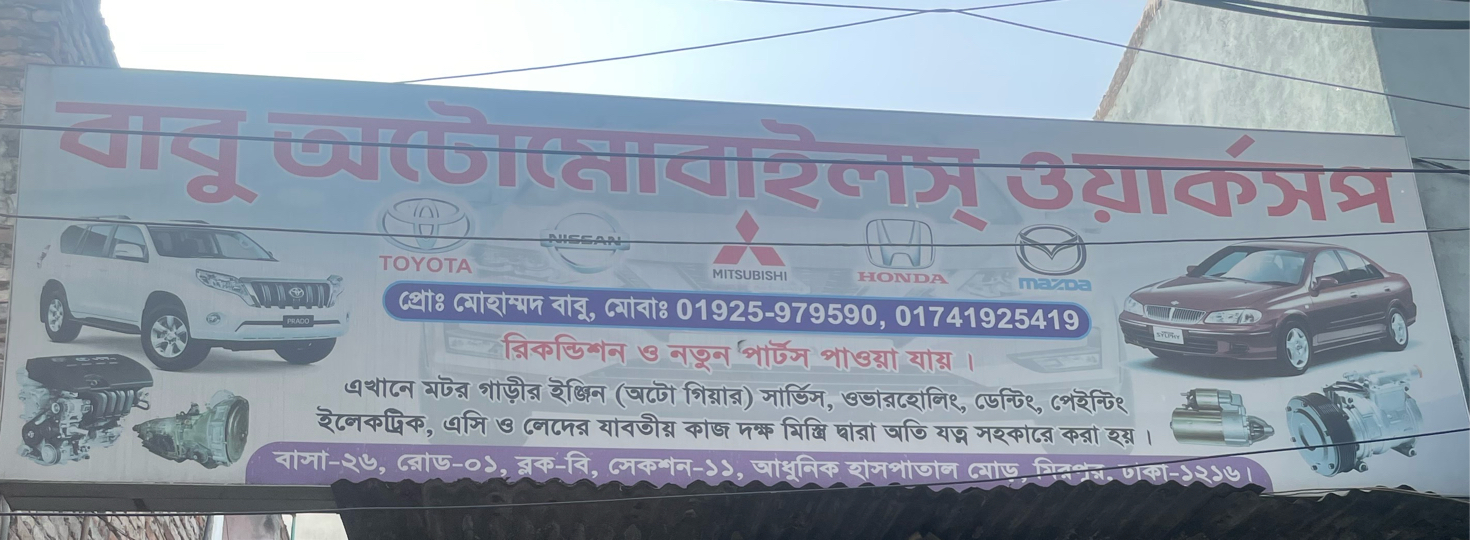 বাবু অটোমোবাইলস্ ওয়ার্কসপ
TOYOTA NISSAN MITSUBISHI HONDA mazDa
প্রোঃ মোহাম্মদ বাবু, মোবাঃ 01925-979590, 01741925419
PRADO
রিকন্ডিশন ও নতুন পার্টস পাওয়া যায় ।
এখানে মটর গাড়ীর ইঞ্জিন (অটো গিয়ার) সার্ভিস, ওভারহোলিং, ডেন্টিং, পেইন্টিং
ইলেকট্রিক, এসি ও লেদের যাবতীয় কাজ দক্ষ মিস্ত্রি দ্বারা অতি যত্ন সহকারে করা হয় ।
বাসা-২৬, রোড-০১, ব্লক-বি, সেকশন-১১, আধুনিক হাসপাতাল মোড়, মিরপুর, ঢাকা-১২১৬।